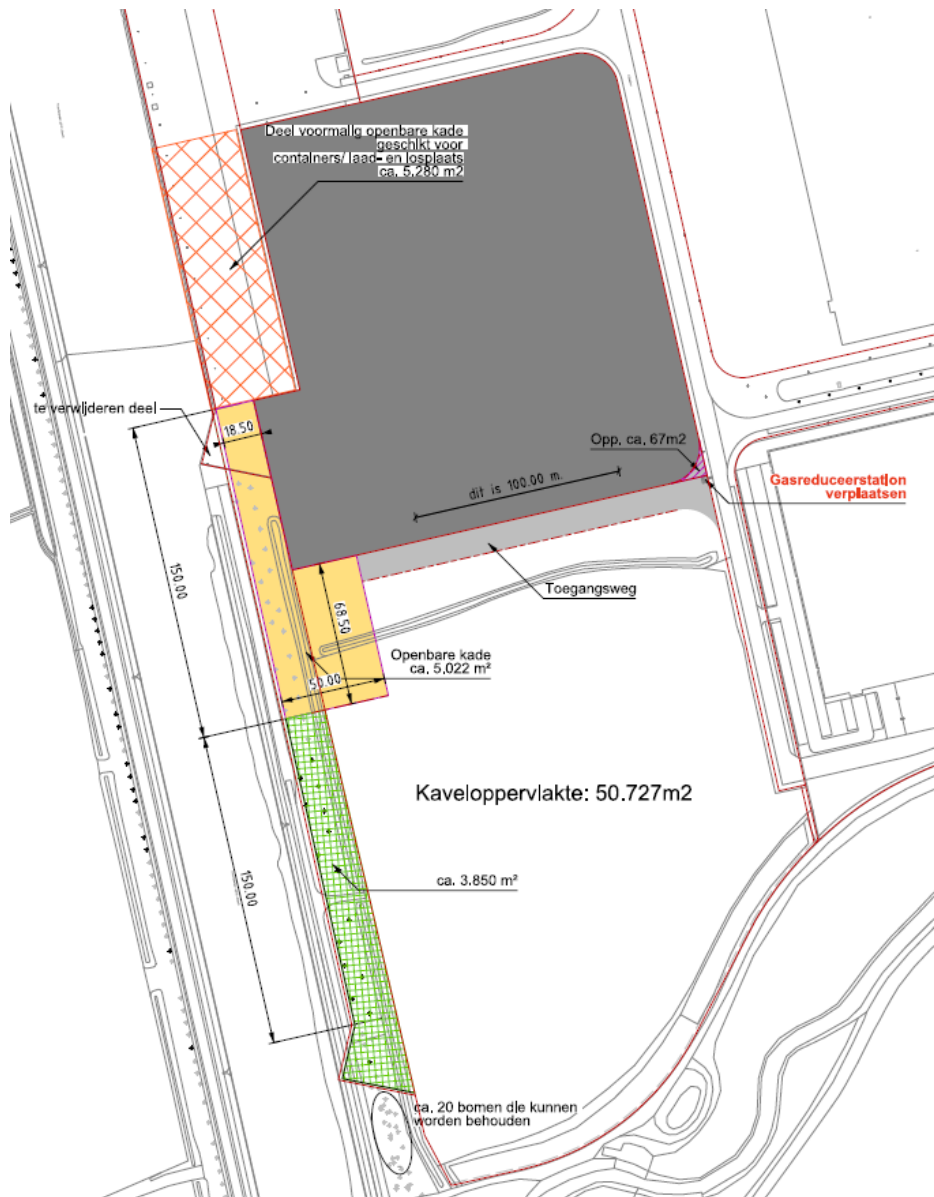 Deel voormalig openbare kade
geschikt voor
containers/ laad- en losplaats
ca. 5.280 m2
te verwijderen deel
18.50
Opp. ca. 67m2
dit is 100.00 m.
Gasreduceerstation
verplaatsen
Toegangsweg
150.00
68.50
Openbare kade
ca. 5.022 m²
50.00
Kaveloppervlakte: 50.727m2
ca. 3.850 m²
150.00
ca. 20 bomen die kunnen
worden behouden